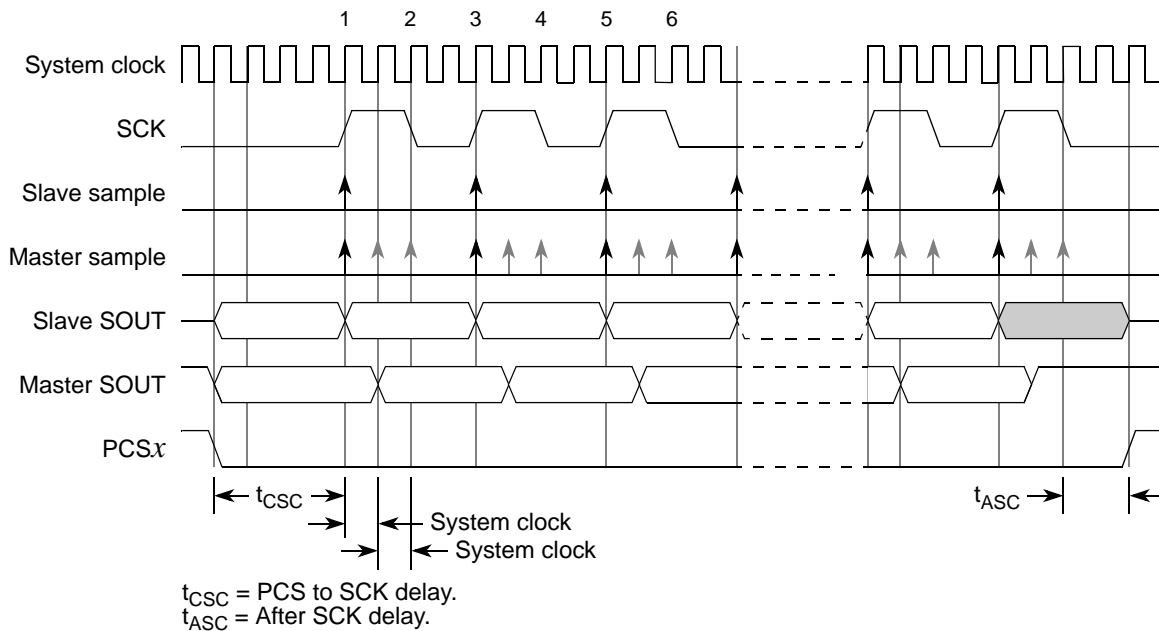 1 2 3 4 5 6
System clock
SCK
Slave sample
Master sample
Slave SOUT
Master SOUT
PCSx
tCSC
tASC
System clock
System clock
tCSC = PCS to SCK delay.
tASC = After SCK delay.